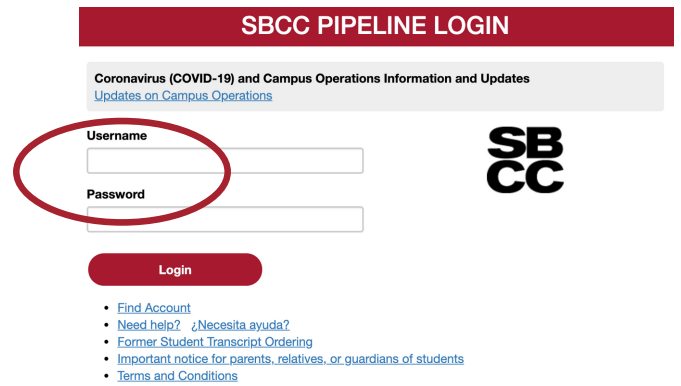 SBCC PIPELINE LOGIN
Coronavirus (COVID-19) and Campus Operations Information and Updates
Updates on Campus Operations
Username
SB
CC
Password
Login
Find Account
Need help? ¿Necesita ayuda?
Former Student Transcript Ordering
Important notice for parents, relatives, or guardians of students
Terms and Conditions